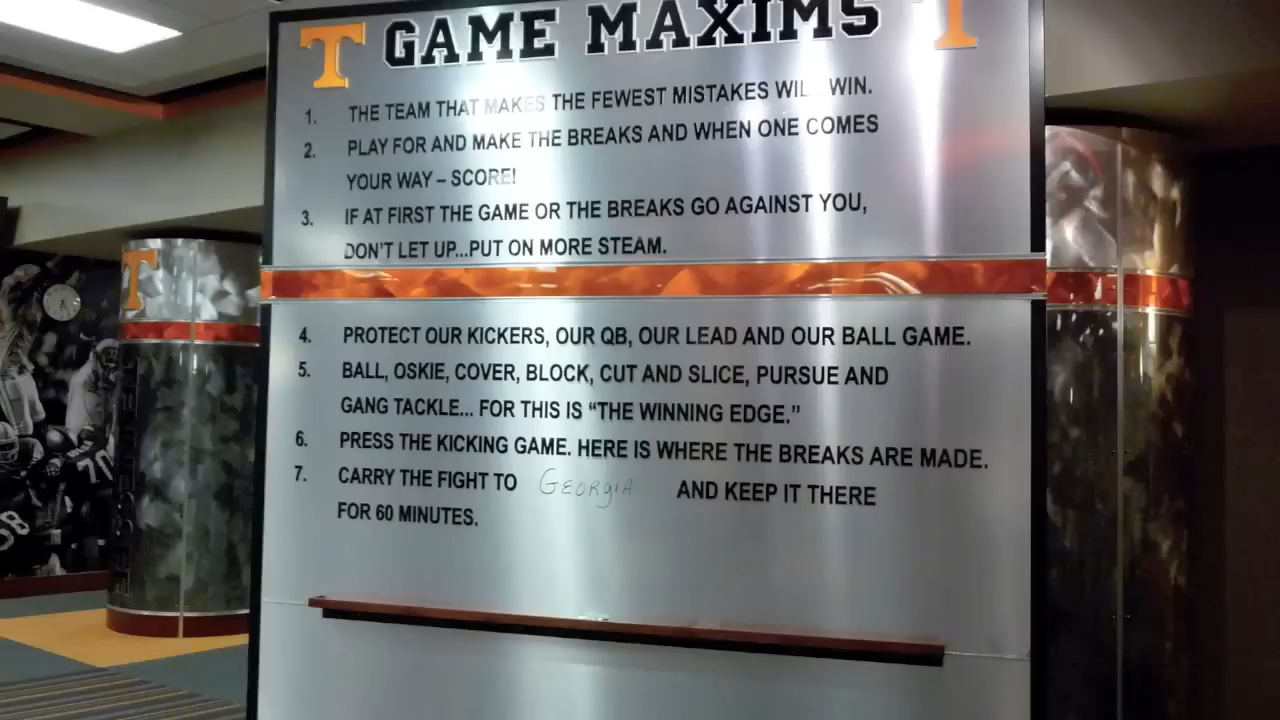 T GAME MAXIMS T
1. THE TEAM THAT MAKES THE FEWEST MISTAKES WILL WIN.
2. PLAY FOR AND MAKE THE BREAKS AND WHEN ONE COMES
YOUR WAY – SCORE!
3. IF AT FIRST THE GAME OR THE BREAKS GO AGAINST YOU,
DON'T LET UP...PUT ON MORE STEAM.
4. PROTECT OUR KICKERS, OUR QB, OUR LEAD AND OUR BALL GAME.
5. BALL, OSKIE, COVER, BLOCK, CUT AND SLICE, PURSUE AND
GANG TACKLE... FOR THIS IS “THE WINNING EDGE.”
6. PRESS THE KICKING GAME. HERE IS WHERE THE BREAKS ARE MADE.
7. CARRY THE FIGHT TO GEORgIA AND KEEP IT THERE
FOR 60 MINUTES.
T
70
58